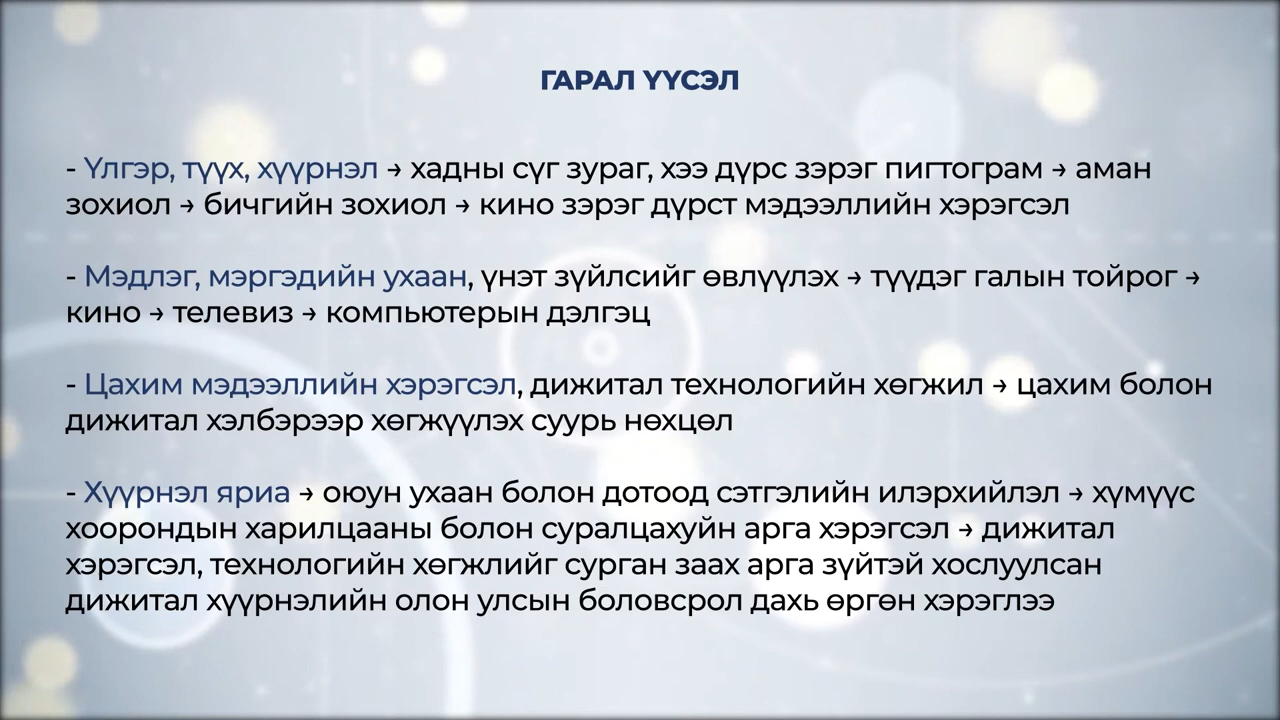 ГАРАЛ ҮҮСЭЛ
- Үлгэр, түүх, хүүрнэл → хадны сүг зураг, хээ дүрс зэрэг пигтограм → аман
зохиол → бичгийн зохиол → кино зэрэг дүрст мэдээллийн хэрэгсэл
- Мэдлэг, мэргэдийн ухаан, үнэт зүйлсийг өвлүүлэх → түүдэг галын тойрог →
кино → телевиз → компьютерын дэлгэц
- Цахим мэдээллийн хэрэгсэл, дижитал технологийн хөгжил → цахим болон
дижитал хэлбэрээр хөгжүүлэх суурь нөхцөл
- Хүүрнэл яриа → оюун ухаан болон дотоод сэтгэлийн илэрхийлэл → хүмүүс
хоорондын харилцааны болон суралцахуйн арга хэрэгсэл → дижитал
хэрэгсэл, технологийн хөгжлийг сурган заах арга зүйтэй хослуулсан
дижитал хүүрнэлийн олон улсын боловсрол дахь өргөн хэрэглээ